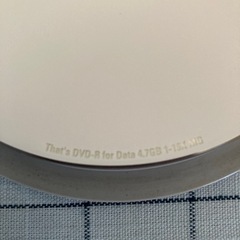 That's DVD-R for Data 4.7GB